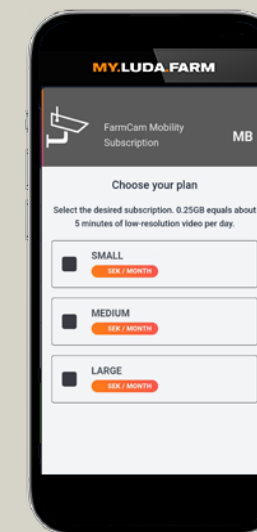 MY.LUDA.FARM
FarmCam Mobility
Subscription
MB
Choose your plan
Select the desired subscription. 0.25GB equals about
5 minutes of low-resolution video per day.
SMALL
SEK / MONTH
MEDIUM
SEK / MONTH
LARGE
SEK / MONTH